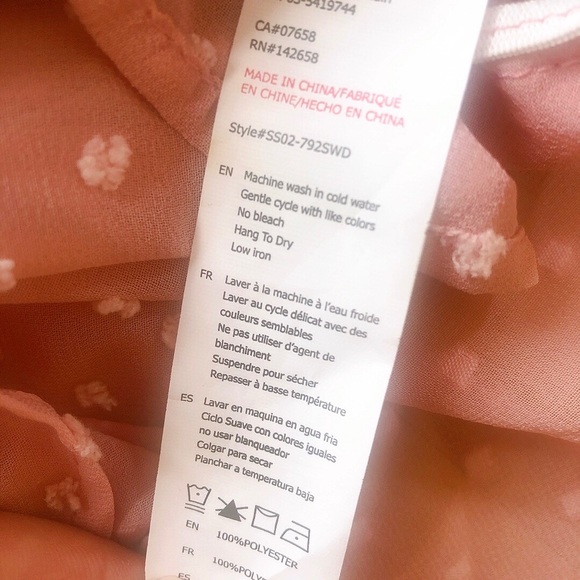 5419744
CA#07658
RN#142658
MADE IN CHINA/FABRIQUÉ
EN CHINE/HECHO EN CHINA
Style#SS02-792SWD
EN Machine wash in cold water
Gentle cycle with like colors
No bleach
Hang To Dry
Low iron
FR Laver à la machine à l'eau froide
Laver au cycle délicat avec des
couleurs semblables
Ne pas utiliser d'agent de
blanchiment
Suspendre pour sécher
Repasser à basse température
ES Lavar en maquina en agua fria
Ciclo Suave con colores iguales
no usar blanqueador
Colgar para secar
Planchar a temperatura baja
EN 100%POLYESTER
FR 100%POLY
ES